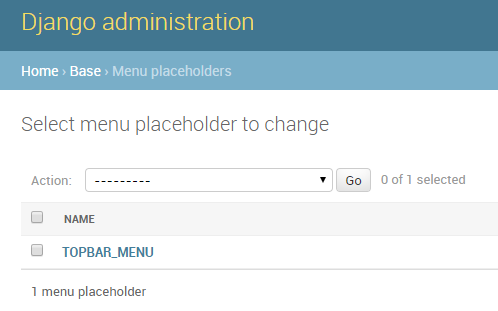 Django administration
Home › Base › Menu placeholders
Select menu placeholder to change
Action: --------- Go 0 of 1 selected
NAME
TOPBAR_MENU
1 menu placeholder